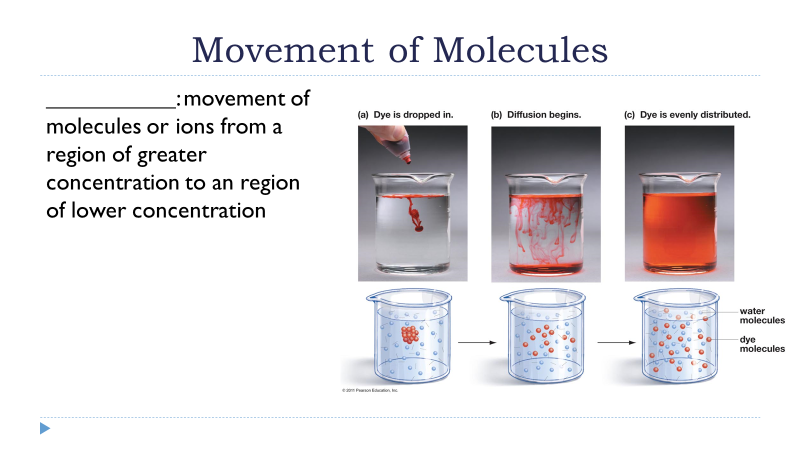 Movement of Molecules
____________: movement of
molecules or ions from a
region of greater
concentration to an region
of lower concentration
(a) Dye is dropped in.
(b) Diffusion begins.
(c) Dye is evenly distributed.
water
molecules
dye
molecules
© 2011 Pearson Education, Inc.